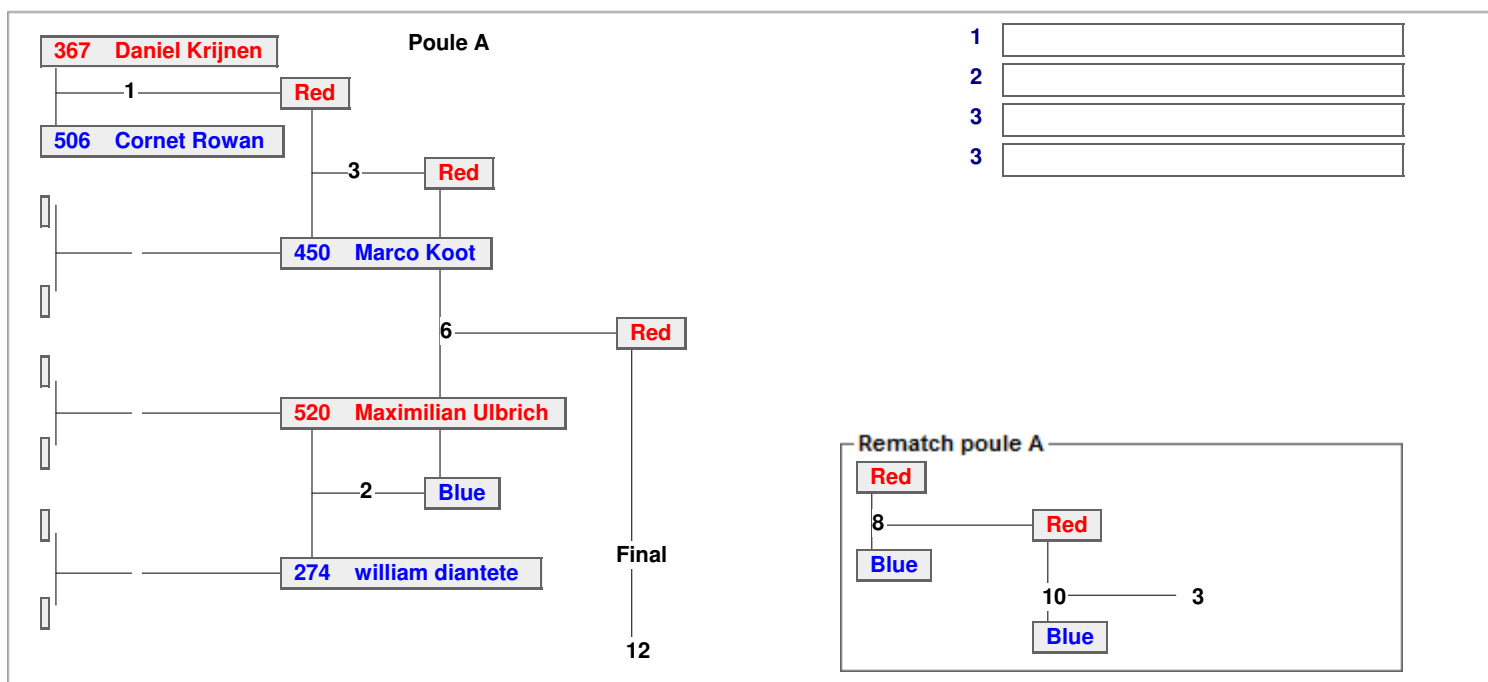 367 Daniel Krijnen
Poule A
1
Red
506 Cornet Rowan
3
Red
450 Marco Koot
6
Red
520 Maximilian Ulbrich
2
Blue
274 william diantete
Final
12
1
2
3
3
Rematch poule A
Red
8
Red
Blue
10
3
Blue